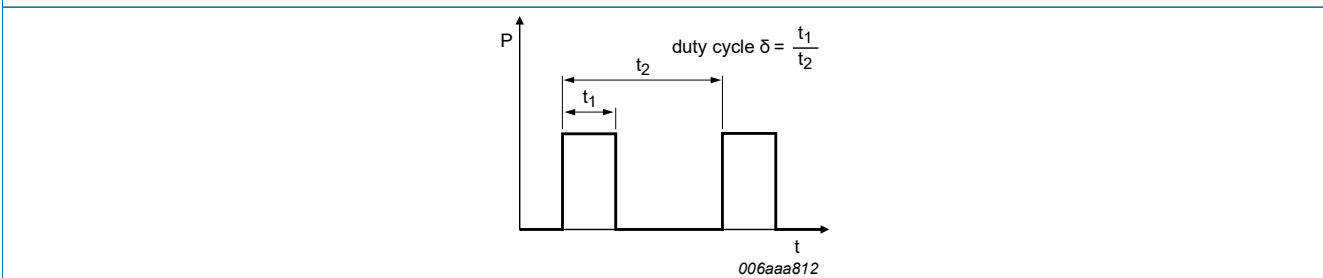 P
duty cycle δ = t1
t2
t2
t1
t
006aaa812